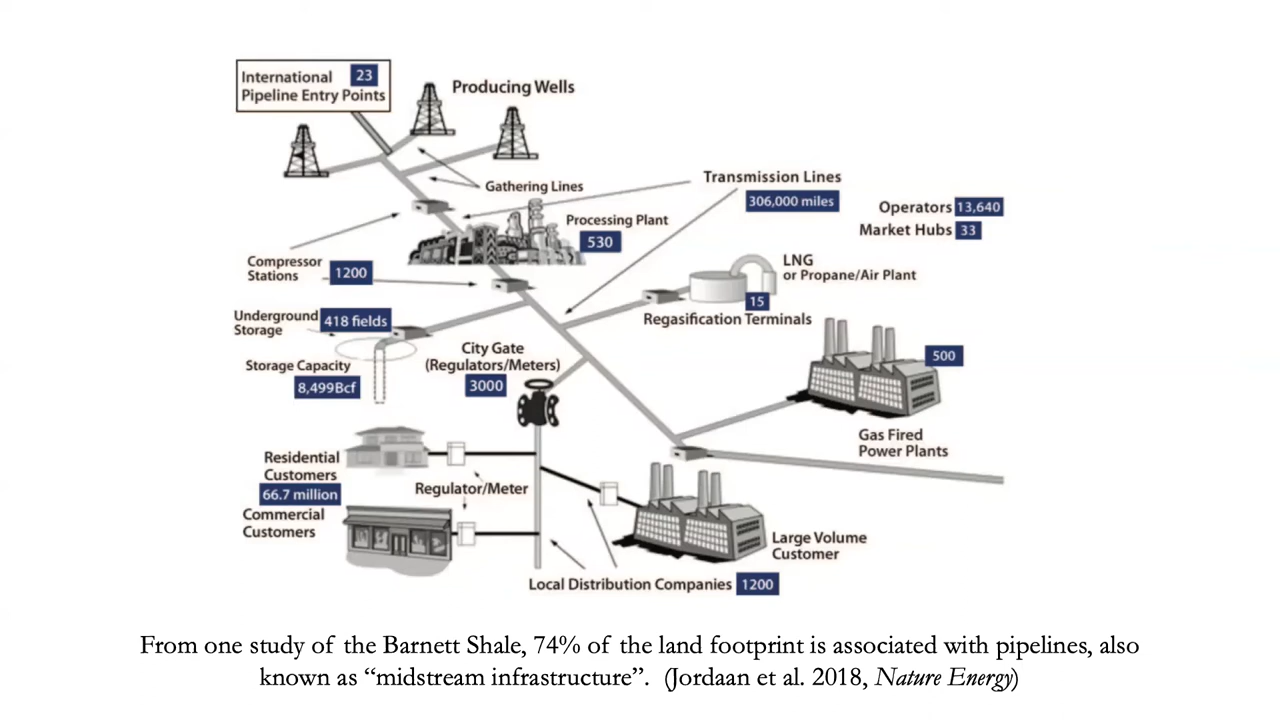 International 23
Pipeline Entry Points
Producing Wells
Gathering Lines
Transmission Lines
306,000 miles
Operators 13,640
Market Hubs 33
Processing Plant
530
Compressor
Stations 1200
LNG
or Propane/Air Plant
15
Regasification Terminals
Underground
Storage 418 fields
Storage Capacity
8,499Bcf
City Gate
(Regulators/Meters)
3000
500
Gas Fired
Power Plants
Residential
Customers
66.7 million
Commercial
Customers
Regulator/Meter
Large Volume
Customer
Local Distribution Companies 1200
From one study of the Barnett Shale, 74% of the land footprint is associated with pipelines, also
known as “midstream infrastructure”. (Jordaan et al. 2018, Nature Energy)